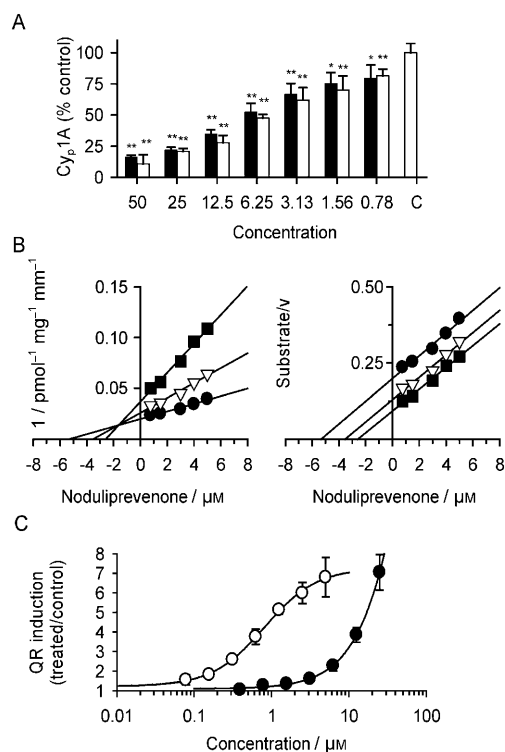 A
Cyp1A (% control)
100
75
50
25
0
** ** ** ** ** ** ** ** ** ** * ** * **
50 25 12.5 6.25 3.13 1.56 0.78 C
Concentration
B
1 / pmol⁻¹ mg⁻¹ mm⁻¹
0.15
0.10
0.05
-8 -6 -4 -2 0 2 4 6 8
Noduliprevenone / µM
Substrate/v
0.50
0.25
-8 -6 -4 -2 0 2 4 6 8
Noduliprevenone / µM
C
QR induction
(treated/control)
8
7
6
5
4
3
2
1
0.01 0.1 1 10 100
Concentration / µM